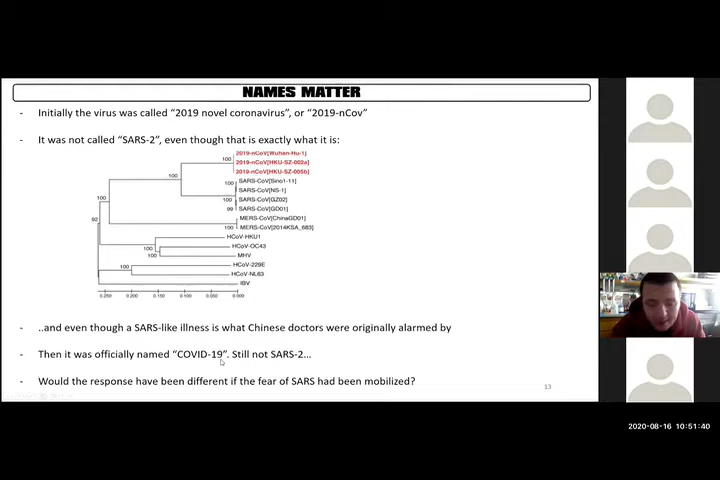 NAMES MATTER
- Initially the virus was called “2019 novel coronavirus”, or “2019-nCov”
- It was not called “SARS-2”, even though that is exactly what it is:
100 2019-nCoV[Wuhan-Hu-1]
2019-nCoV[HKU-SZ-002a]
2019-nCoV[HKU-SZ-005b]
100
100 SARS-CoV[Sino1-11]
SARS-CoV[NS-1]
100 100 SARS-CoV[GZ02]
99 SARS-CoV[GD01]
92 MERS-CoV[ChinaGD01]
100 MERS-CoV[2014KSA_683]
HCoV-HKU1
100 HCoV-OC43
100 MHV
100 HCoV-229E
HCoV-NL63
IBV
0.250 0.200 0.150 0.100 0.050 0.000
- ..and even though a SARS-like illness is what Chinese doctors were originally alarmed by
- Then it was officially named “COVID-19”. Still not SARS-2...
- Would the response have been different if the fear of SARS had been mobilized?
13
2020-08-16 10:51:40